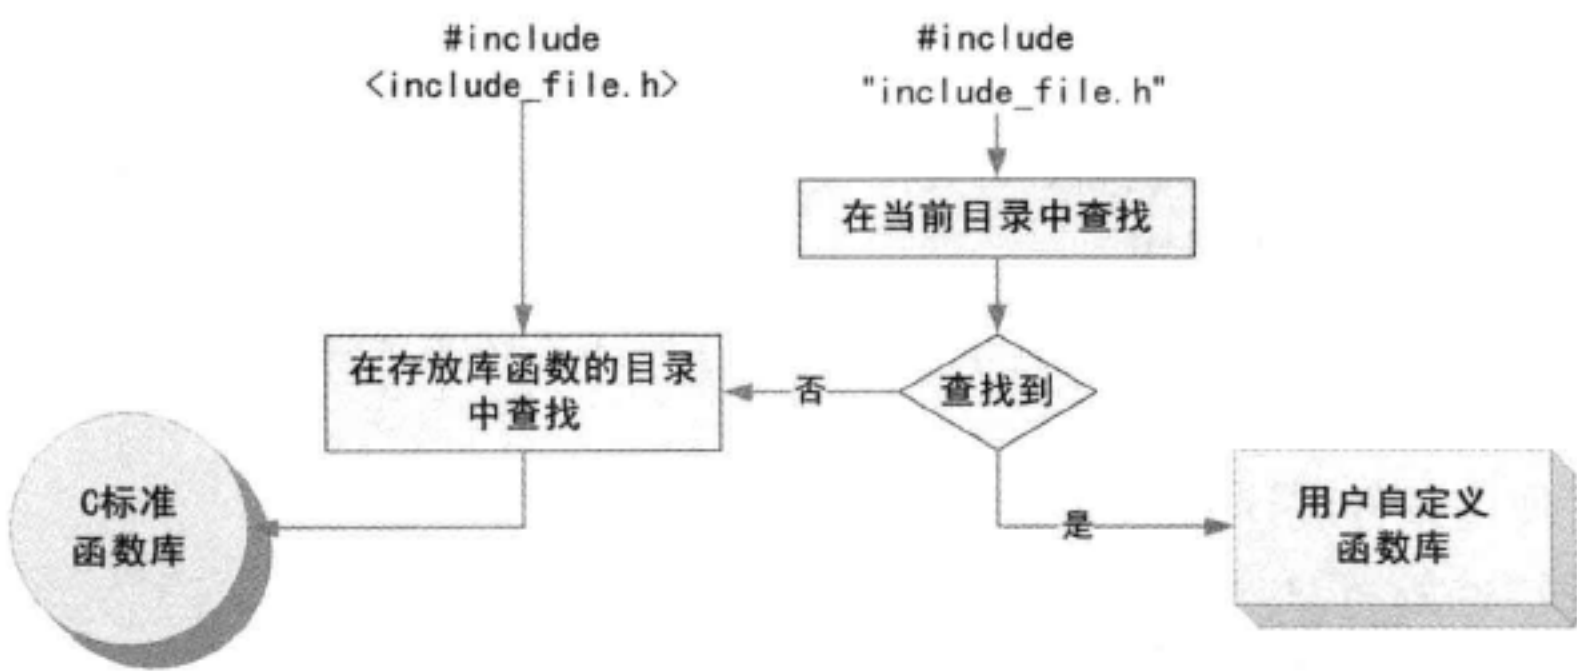 #include
<include_file.h>
#include
"include_file.h"
在当前目录中查找
在存放库函数的目录
中查找
否
查找到
C标准
函数库
是
用户自定义
函数库